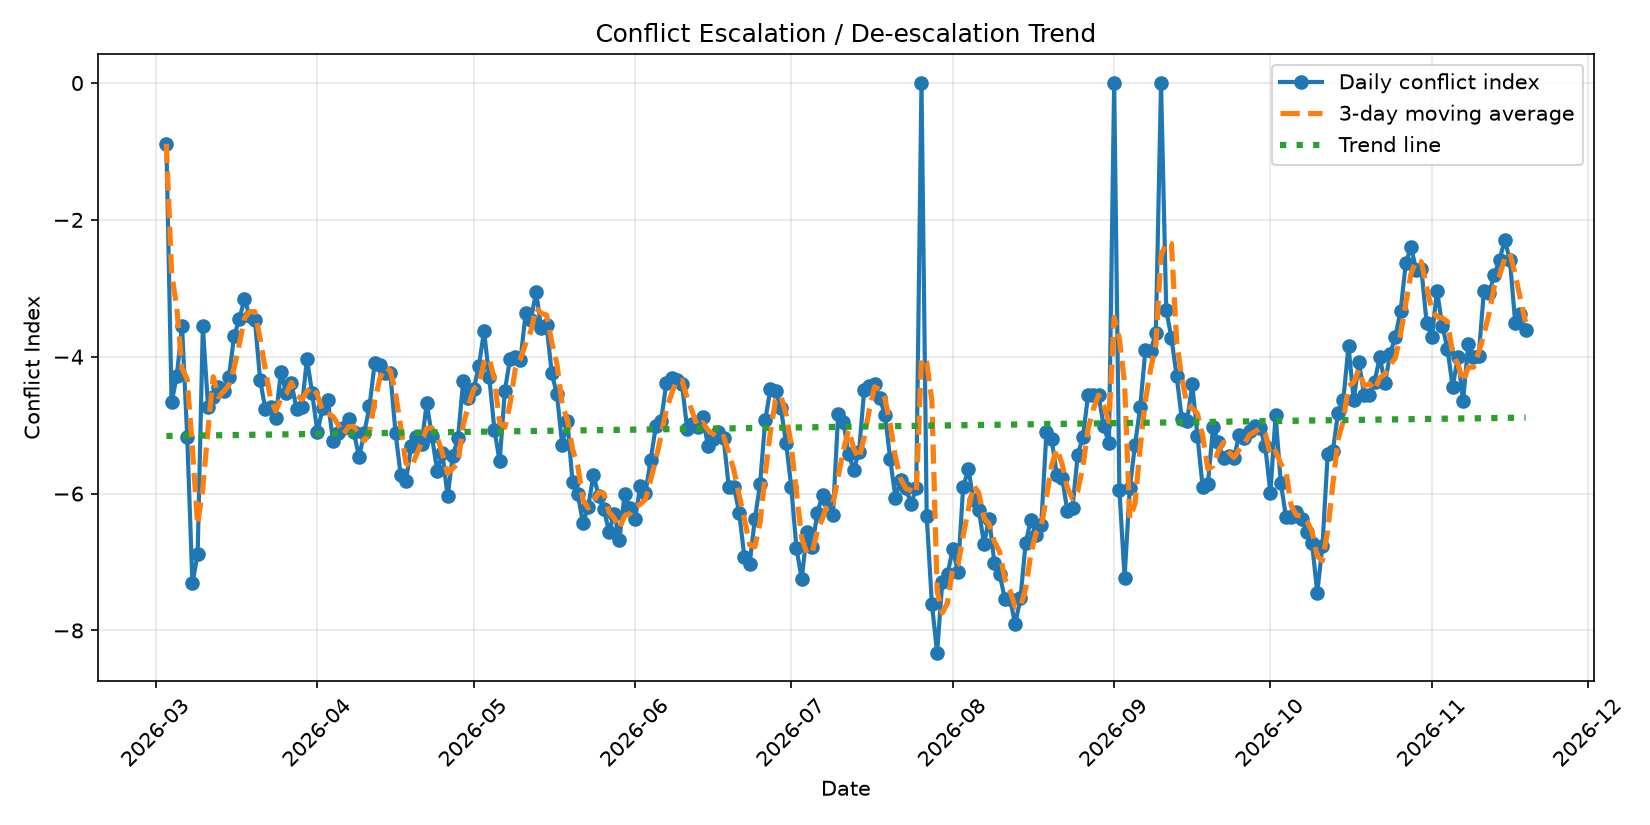 Conflict Escalation / De-escalation Trend
Daily conflict index
3-day moving average
Trend line
Conflict Index
0
−2
−4
−6
−8
2026-03
2026-04
2026-05
2026-06
2026-07
2026-08
2026-09
2026-10
2026-11
2026-12
Date